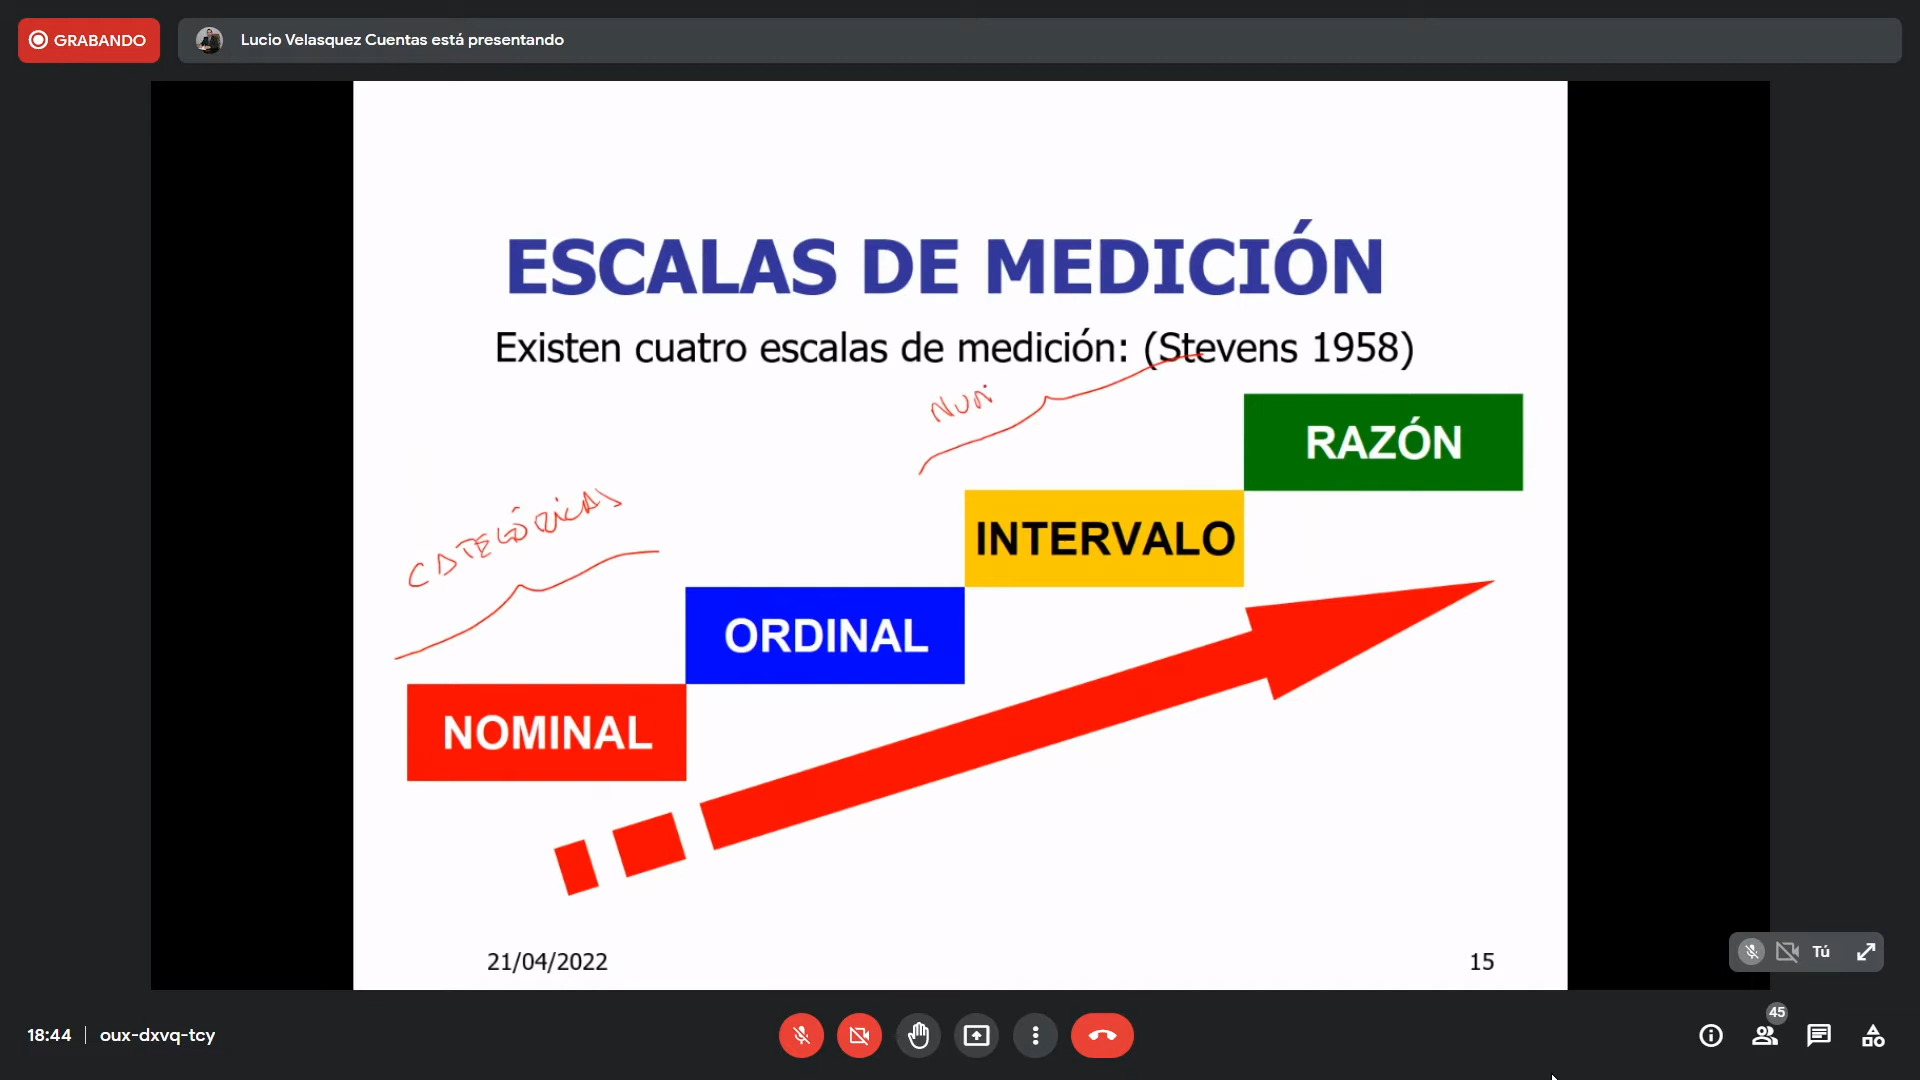 GRABANDO
Lucio Velasquez Cuentas está presentando
ESCALAS DE MEDICIÓN
Existen cuatro escalas de medición: (Stevens 1958)
NUM
RAZÓN
CATEGÓRICAS
INTERVALO
ORDINAL
NOMINAL
21/04/2022
15
Tú
18:44
oux-dxvq-tcy
45